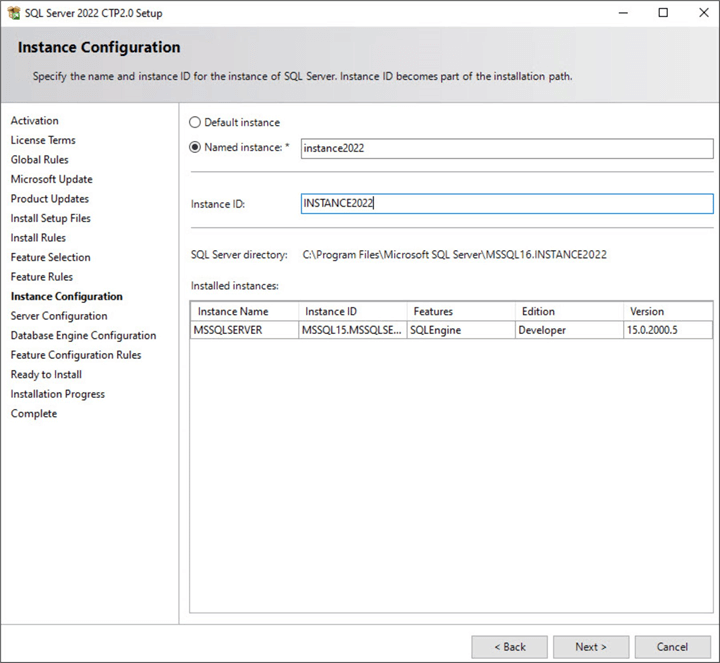 SQL Server 2022 CTP2.0 Setup
Instance Configuration
Specify the name and instance ID for the instance of SQL Server. Instance ID becomes part of the installation path.
Activation
License Terms
Global Rules
Microsoft Update
Product Updates
Install Setup Files
Install Rules
Feature Selection
Feature Rules
Instance Configuration
Server Configuration
Database Engine Configuration
Feature Configuration Rules
Ready to Install
Installation Progress
Complete
Default instance
Named instance: * instance2022
Instance ID: INSTANCE2022
SQL Server directory: C:\Program Files\Microsoft SQL Server\MSSQL16.INSTANCE2022
Installed instances:
Instance Name Instance ID Features Edition Version
MSSQLSERVER MSSQL15.MSSQLSE... SQLEngine Developer 15.0.2000.5
< Back Next > Cancel